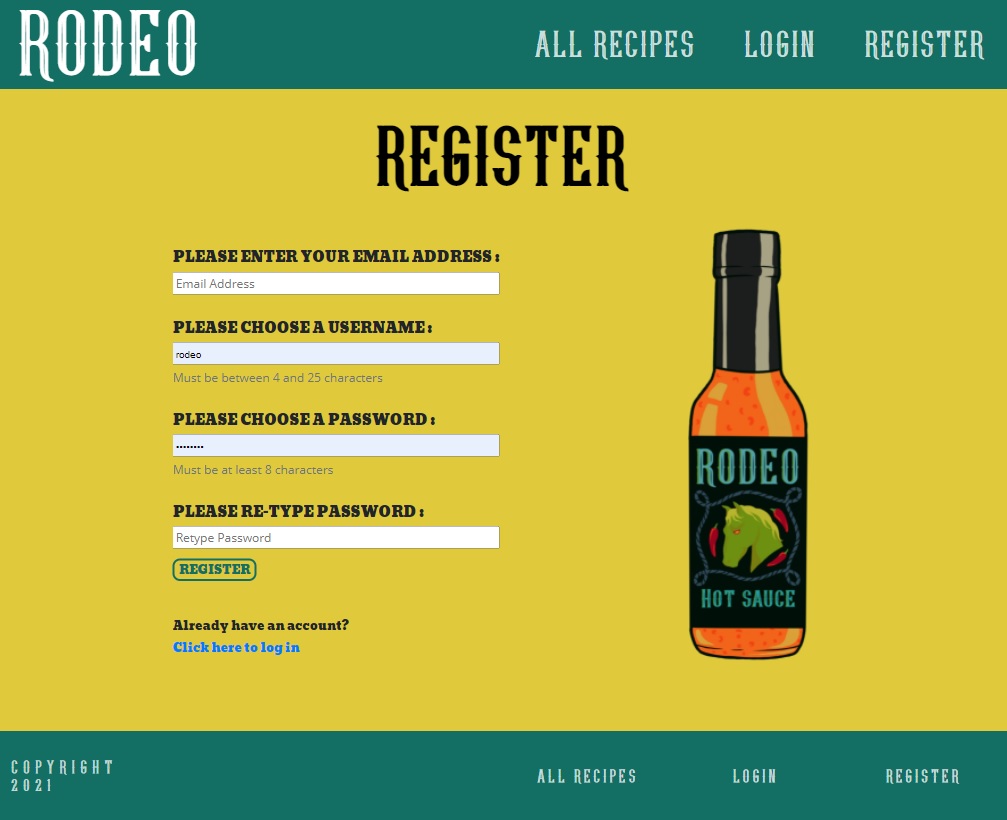 RODEO
ALL RECIPES LOGIN REGISTER
REGISTER
PLEASE ENTER YOUR EMAIL ADDRESS :
Email Address
PLEASE CHOOSE A USERNAME :
rodeo
Must be between 4 and 25 characters
PLEASE CHOOSE A PASSWORD :
........
Must be at least 8 characters
PLEASE RE-TYPE PASSWORD :
Retype Password
REGISTER
Already have an account?
Click here to log in
RODEO
HOT SAUCE
COPYRIGHT
2021
ALL RECIPES LOGIN REGISTER